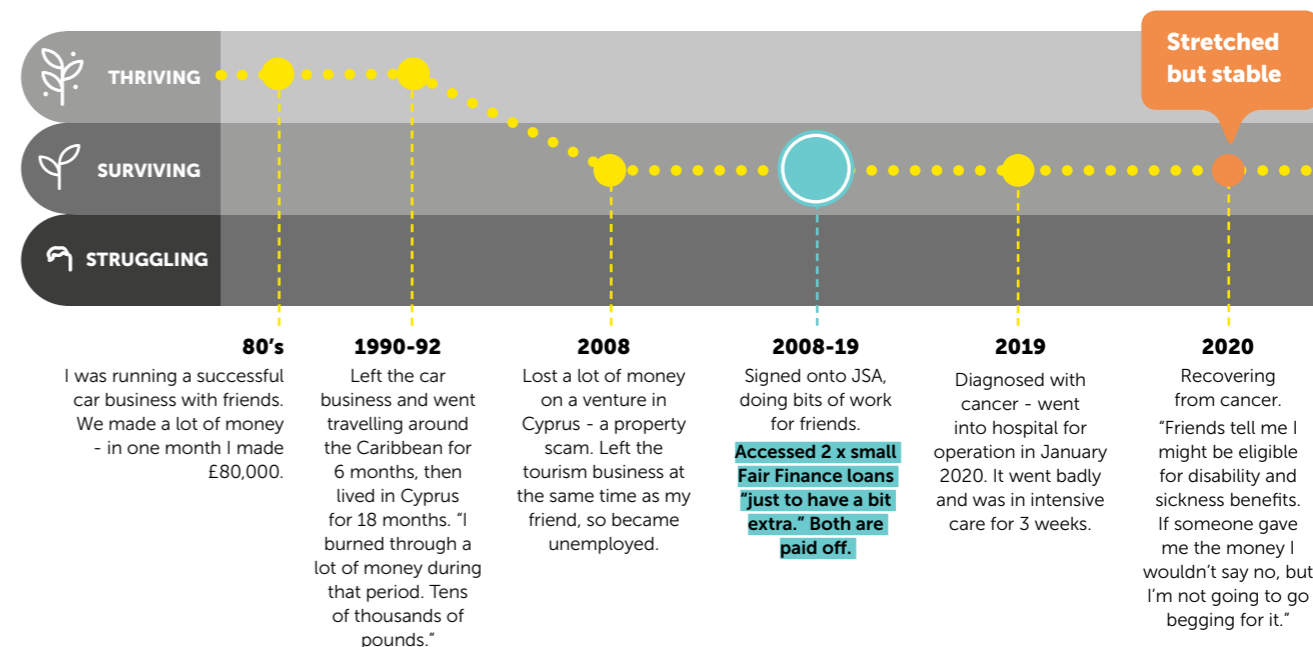 Stretched
but stable
THRIVING
SURVIVING
STRUGGLING
80’s
I was running a successful
car business with friends.
We made a lot of money
- in one month I made
£80,000.
1990-92
Left the car
business and went
travelling around
the Caribbean for
6 months, then
lived in Cyprus
for 18 months. “I
burned through a
lot of money during
that period. Tens
of thousands of
pounds.”
2008
Lost a lot of money
on a venture in
Cyprus - a property
scam. Left the
tourism business at
the same time as my
friend, so became
unemployed.
2008-19
Signed onto JSA,
doing bits of work
for friends.
Accessed 2 x small
Fair Finance loans
“just to have a bit
extra.” Both are
paid off.
2019
Diagnosed with
cancer - went
into hospital for
operation in January
2020. It went badly
and was in intensive
care for 3 weeks.
2020
Recovering
from cancer.
“Friends tell me I
might be eligible
for disability and
sickness benefits.
If someone gave
me the money I
wouldn’t say no, but
I’m not going to go
begging for it.”